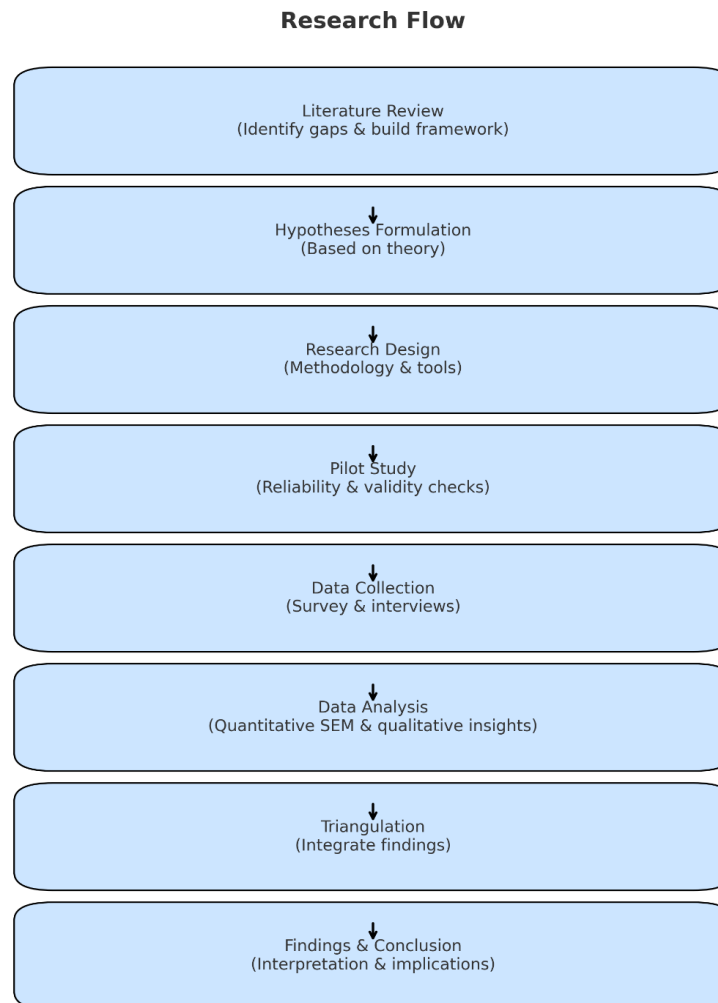 Research Flow
Literature Review
(Identify gaps & build framework)
Hypotheses Formulation
(Based on theory)
Research Design
(Methodology & tools)
Pilot Study
(Reliability & validity checks)
Data Collection
(Survey & interviews)
Data Analysis
(Quantitative SEM & qualitative insights)
Triangulation
(Integrate findings)
Findings & Conclusion
(Interpretation & implications)